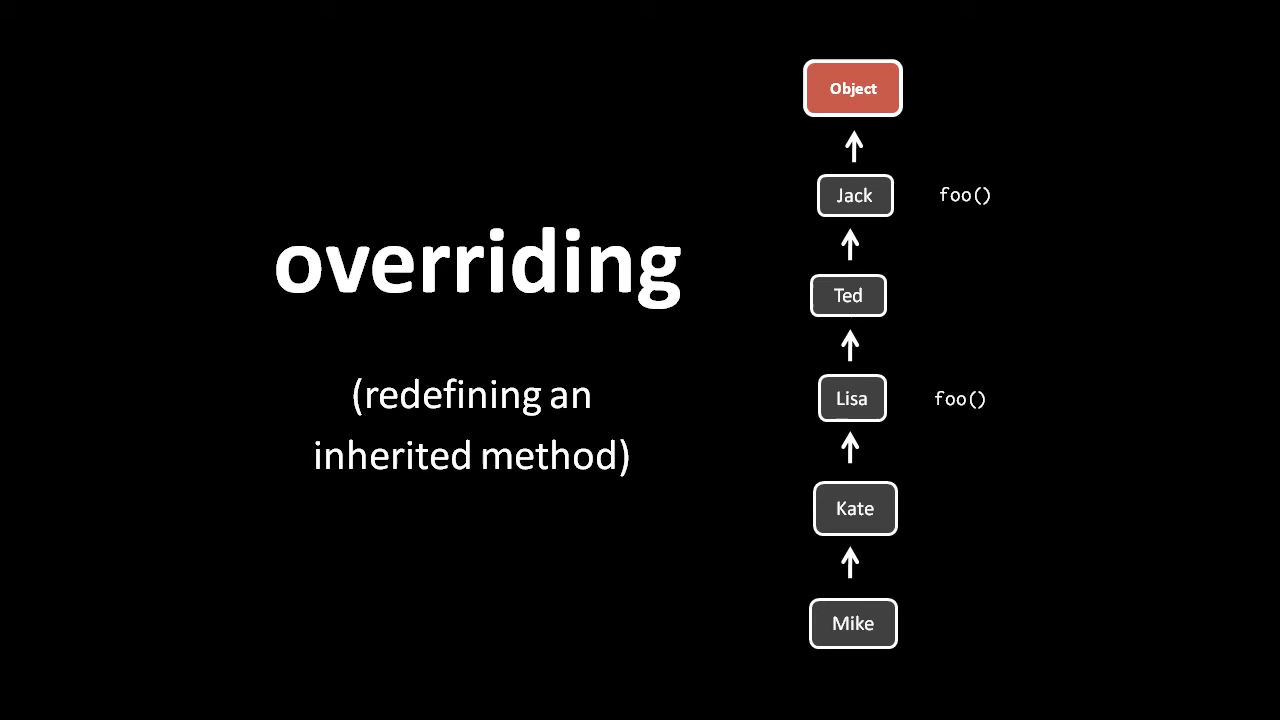 overriding
(redefining an
inherited method)
Object
Jack foo()
Ted
Lisa foo()
Kate
Mike